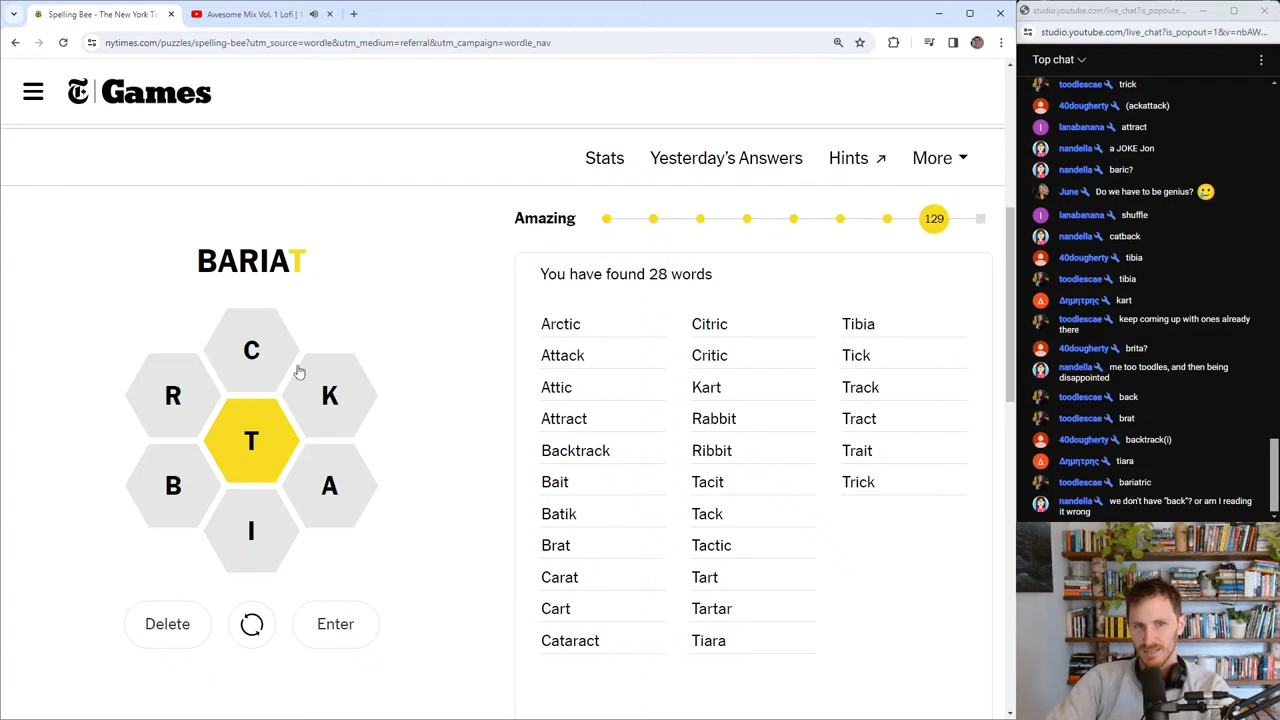 Spelling Bee - The New York Ti
Awesome Mix Vol. 1 Lofi |
nytimes.com/puzzles/spelling-bee?utm_source=wordle&utm_medium=referral&utm_campaign=wordle_nav
T Games
Stats
Yesterday's Answers
Hints
More
Amazing
129
BARIAT
C
R
K
T
B
A
I
Delete
Enter
You have found 28 words
Arctic
Attack
Attic
Attract
Backtrack
Bait
Batik
Brat
Carat
Cart
Cataract
Citric
Critic
Kart
Rabbit
Ribbit
Tacit
Tack
Tactic
Tart
Tartar
Tiara
Tibia
Tick
Track
Tract
Trait
Trick
studio.youtube.com/live_chat?is_popout=...
studio.youtube.com/live_chat?is_popout=1&v=nbAW...
Top chat
toodlescae trick
40dougherty (ackattack)
lanabanana attract
nandella a JOKE Jon
nandella baric?
June Do we have to be genius? 🥲
lanabanana shuffle
nandella catback
40dougherty tibia
toodlescae tibia
Δημητρης kart
toodlescae keep coming up with ones already
there
40dougherty brita?
nandella me too toodles, and then being
disappointed
toodlescae back
toodlescae brat
40dougherty backtrack(i)
Δημητρης tiara
toodlescae bariatric
nandella we don't have "back"? or am I reading
it wrong